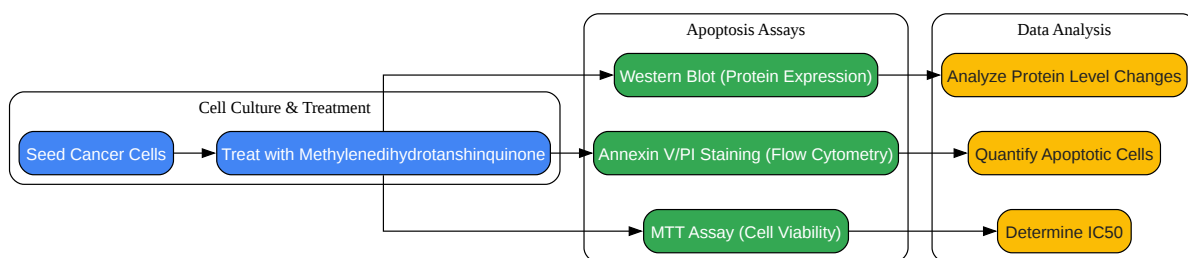 Apoptosis Assays
Data Analysis
Western Blot (Protein Expression)
Analyze Protein Level Changes
Cell Culture & Treatment
Seed Cancer Cells
Treat with Methylenedihydrotanshinquinone
Annexin V/PI Staining (Flow Cytometry)
Quantify Apoptotic Cells
MTT Assay (Cell Viability)
Determine IC50